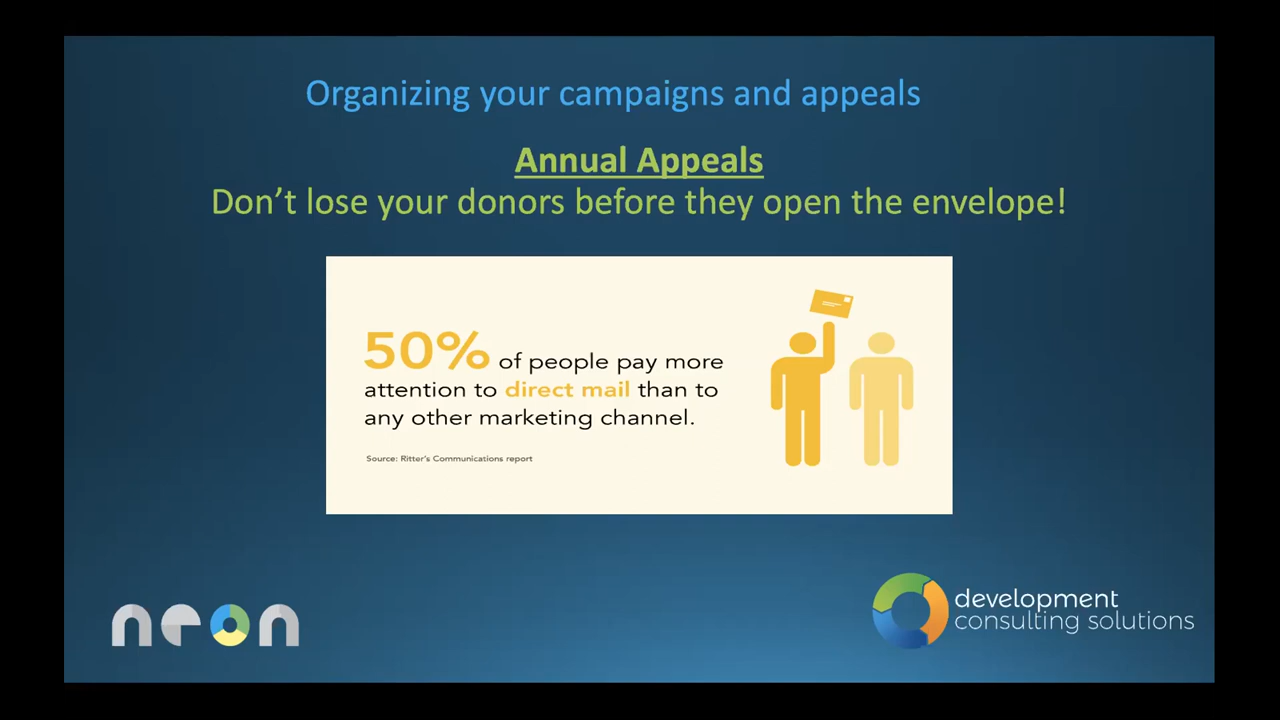 Organizing your campaigns and appeals
Annual Appeals
Don’t lose your donors before they open the envelope!
50% of people pay more
attention to direct mail than to
any other marketing channel.
Source: Ritter's Communications report
neon
development
consulting solutions